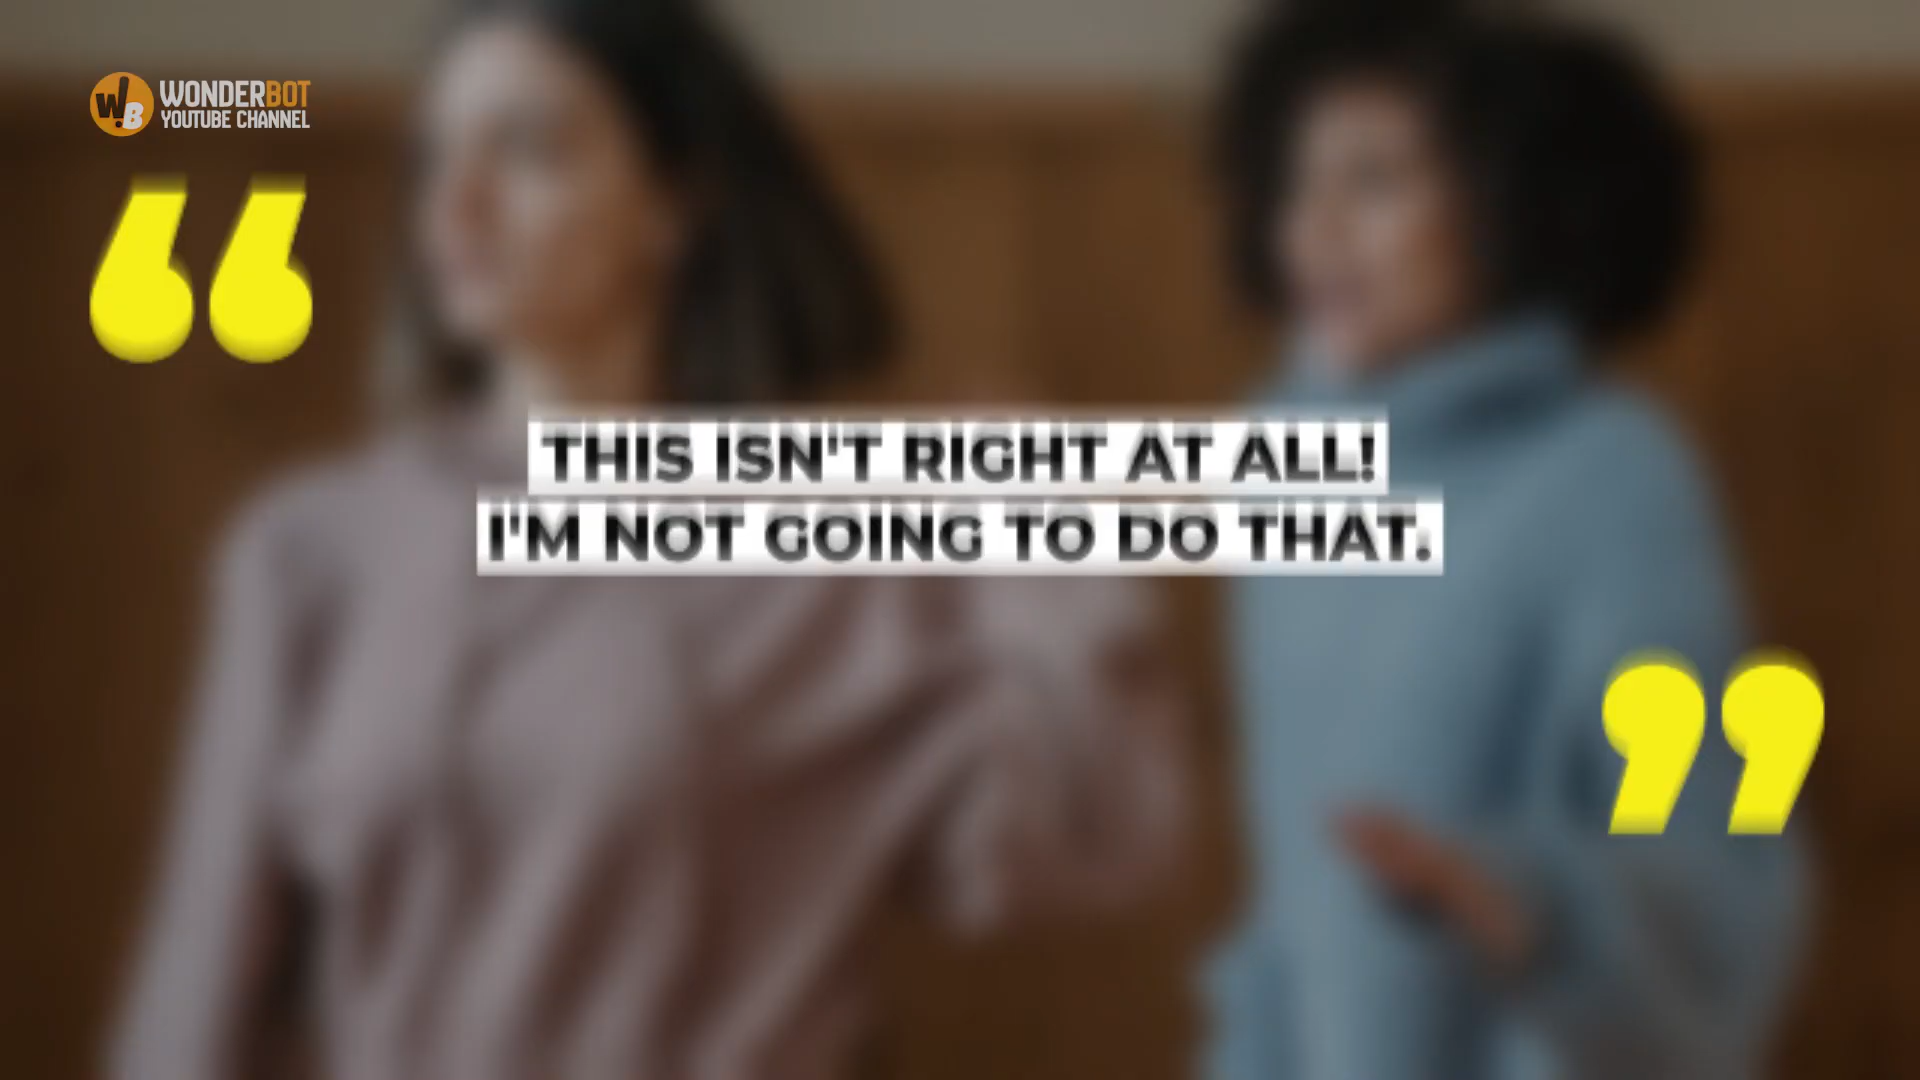 WONDERBOT
YOUTUBE CHANNEL
“
THIS ISN'T RIGHT AT ALL!
I'M NOT GOING TO DO THAT.
”